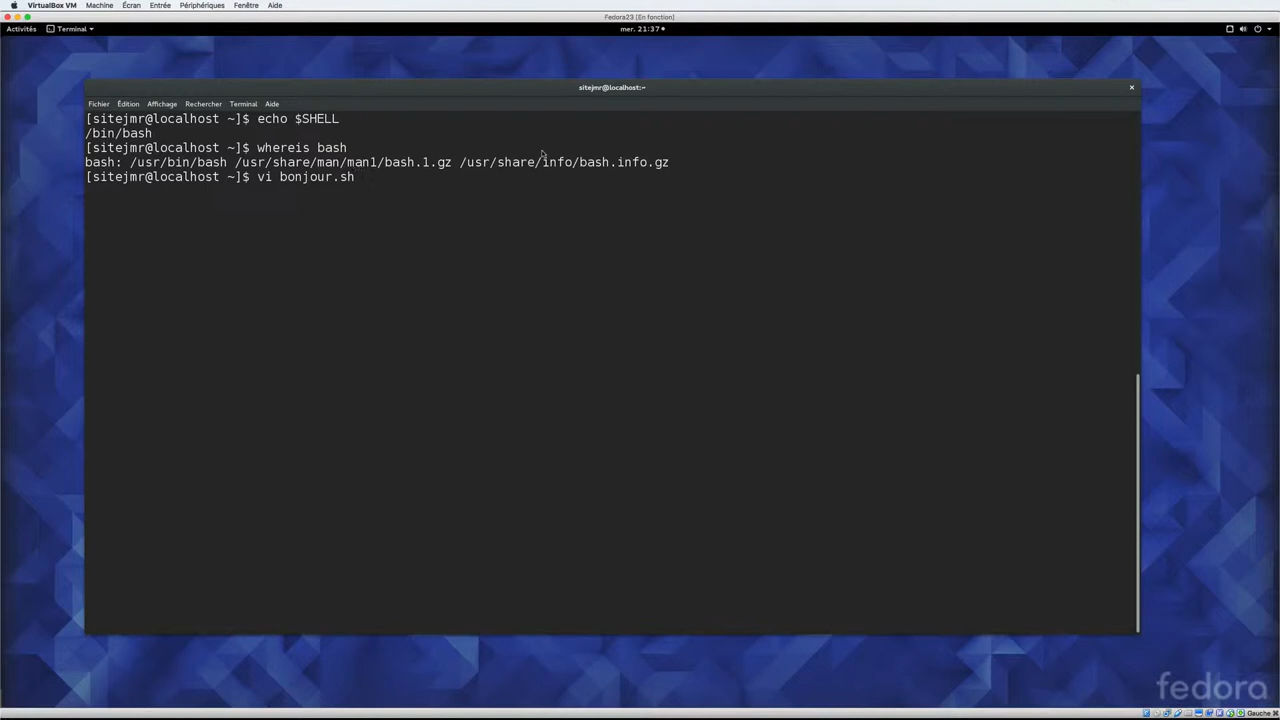 VirtualBox VM Machine Écran Entrée Périphériques Fenêtre Aide
Fedora23 [En fonction]
Activités Terminal mer. 21:37
sitejmr@localhost:~
Fichier Édition Affichage Rechercher Terminal Aide
[sitejmr@localhost ~]$ echo $SHELL
/bin/bash
[sitejmr@localhost ~]$ whereis bash
bash: /usr/bin/bash /usr/share/man/man1/bash.1.gz /usr/share/info/bash.info.gz
[sitejmr@localhost ~]$ vi bonjour.sh
fedora
Gauche ⌘